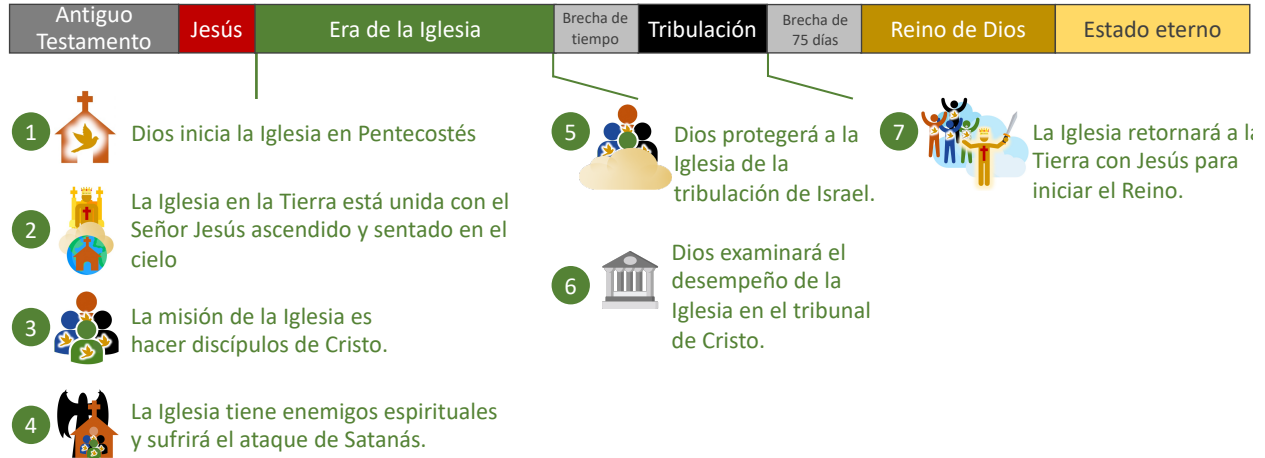 Antiguo
Testamento
Jesús
Era de la Iglesia
Brecha de
tiempo
Tribulación
Brecha de
75 días
Reino de Dios
Estado eterno
1
Dios inicia la Iglesia en Pentecostés
2
La Iglesia en la Tierra está unida con el
Señor Jesús ascendido y sentado en el
cielo
3
La misión de la Iglesia es
hacer discípulos de Cristo.
4
La Iglesia tiene enemigos espirituales
y sufrirá el ataque de Satanás.
5
Dios protegerá a la
Iglesia de la
tribulación de Israel.
6
Dios examinará el
desempeño de la
Iglesia en el tribunal
de Cristo.
7
La Iglesia retornará a la
Tierra con Jesús para
iniciar el Reino.